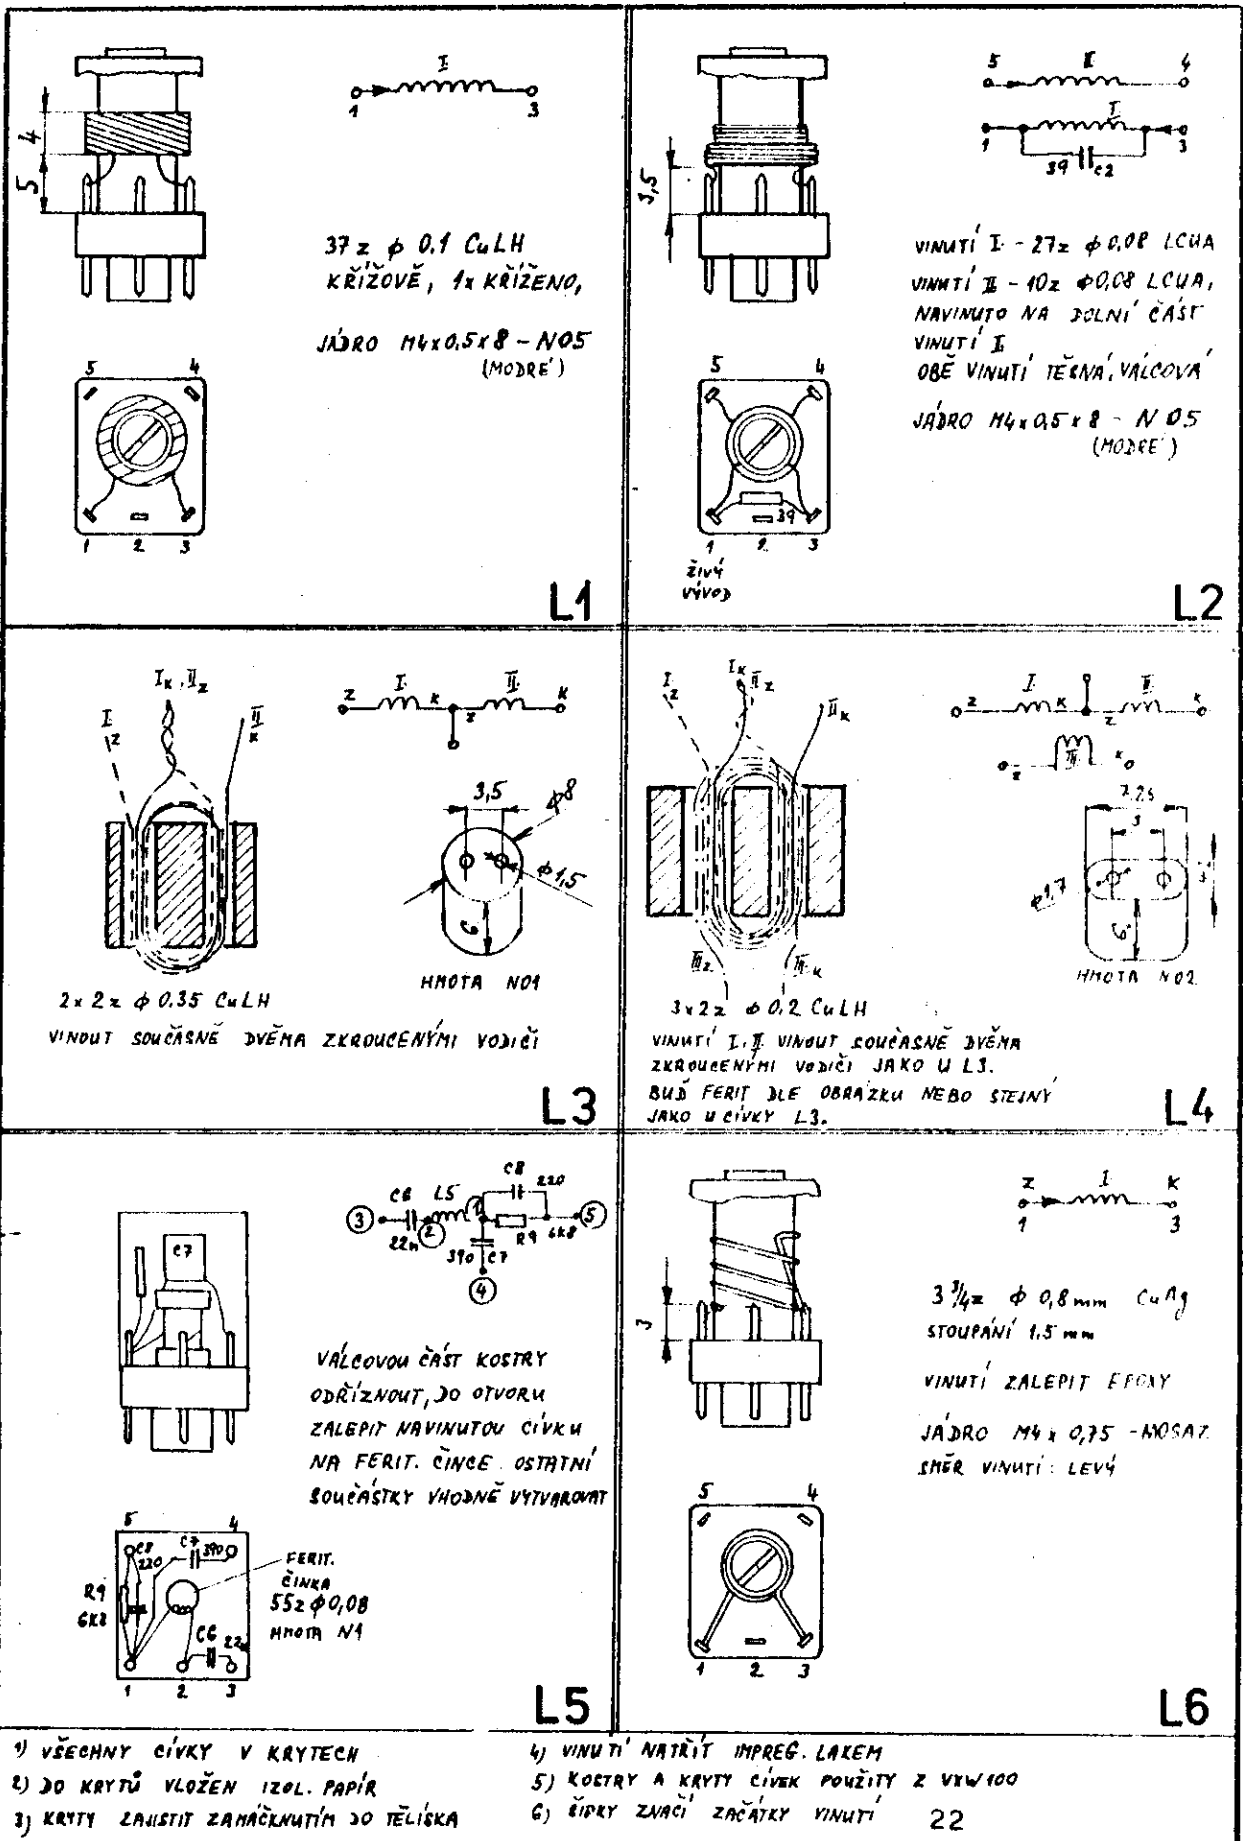 I
1
3
4
5
37 z φ 0.1 CuLH
KŘÍŽOVĚ, 1x KŘÍŽENO,
JÁDRO M4x0.5x8 - N05
(MODRÉ)
5 4
1 2 3
L1
5 II 4
I
1 3
39 C2
3,5
VINUTÍ I - 27z φ 0,08 LCUA
VINUTÍ II - 10z φ0,08 LCUA,
NAVINUTO NA DOLNÍ ČÁST
VINUTÍ I
OBĚ VINUTÍ TĚSNÁ, VÁLCOVÁ
JÁDRO M4x0,5x8 - N05
(MODRÉ)
5 4
39
1 2 3
ŽIVÝ
VÝVOD
L2
Ik, IIz
I z
II k
z I k z II k
3,5
φ8
φ1,5
6
HMOTA N01
2x2z φ 0.35 CuLH
VINOUT SOUČASNĚ DVĚMA ZKROUCENÝMI VODIČI
L3
Ik IIz
I z
IIk
z I k z II k
z III k
7.25
3
φ1,7
6
HMOTA N02
IIIz IIIk
3x2z φ 0,2 CuLH
VINUTÍ I, II VINOUT SOUČASNĚ DVĚMA
ZKROUCENÝMI VODIČI JAKO U L3.
BUĎ FERIT DLE OBRÁZKU NEBO STEJNÝ
JAKO U CÍVKY L3.
L4
C7
C8 220
C6 L5 1
3 2 5
22n R9 6K8
390 C7
4
VÁLCOVOU ČÁST KOSTRY
ODŘÍZNOUT, DO OTVORU
ZALEPIT NAVINUTOU CÍVKU
NA FERIT. ČINCE. OSTATNÍ
SOUČÁSTKY VHODNĚ VYTVAROVAT
5 4
C8 C7 390
220
R9
6K8
C6 22n
1 2 3
FERIT.
ČINKA
55z φ0,08
HMOTA N1
L5
z I k
1 3
3
3 3/4z φ 0,8 mm CuAg
STOUPÁNÍ 1.5 mm
VINUTÍ ZALEPIT EPOXY
JÁDRO M4 x 0,75 - MOSAZ
SMĚR VINUTÍ: LEVÝ
5 4
1 2 3
L6
1) VŠECHNY CÍVKY V KRYTECH
2) DO KRYTŮ VLOŽEN IZOL. PAPÍR
3) KRYTY ZAJISTIT ZAMÁČKNUTÍM DO TĚLÍSKA
4) VINUTÍ NATŘÍT IMPREG. LAKEM
5) KOSTRY A KRYTY CÍVEK POUŽITY Z VXW100
6) ŠIPKY ZNAČÍ ZAČÁTKY VINUTÍ
22